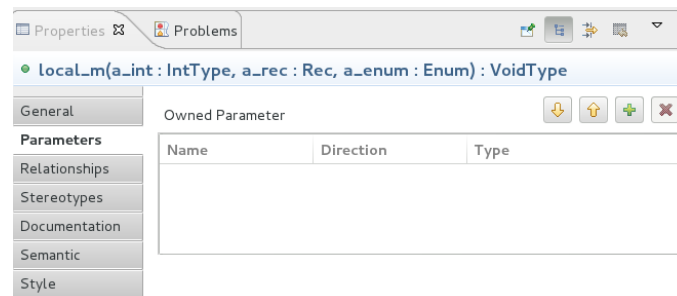 Properties Problems
local_m(a_int : IntType, a_rec : Rec, a_enum : Enum) : VoidType
General
Owned Parameter
Parameters
Name Direction Type
Relationships
Stereotypes
Documentation
Semantic
Style